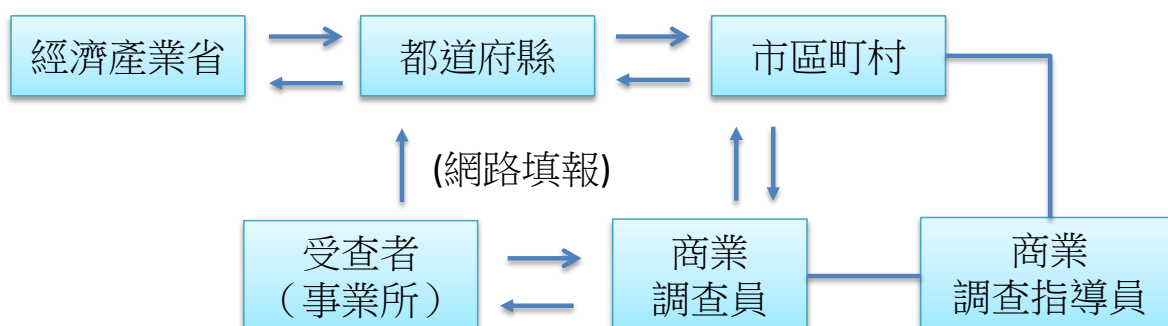 經濟產業省
都道府縣
市區町村
(網路填報)
受查者
（事業所）
商業
調查員
商業
調查指導員